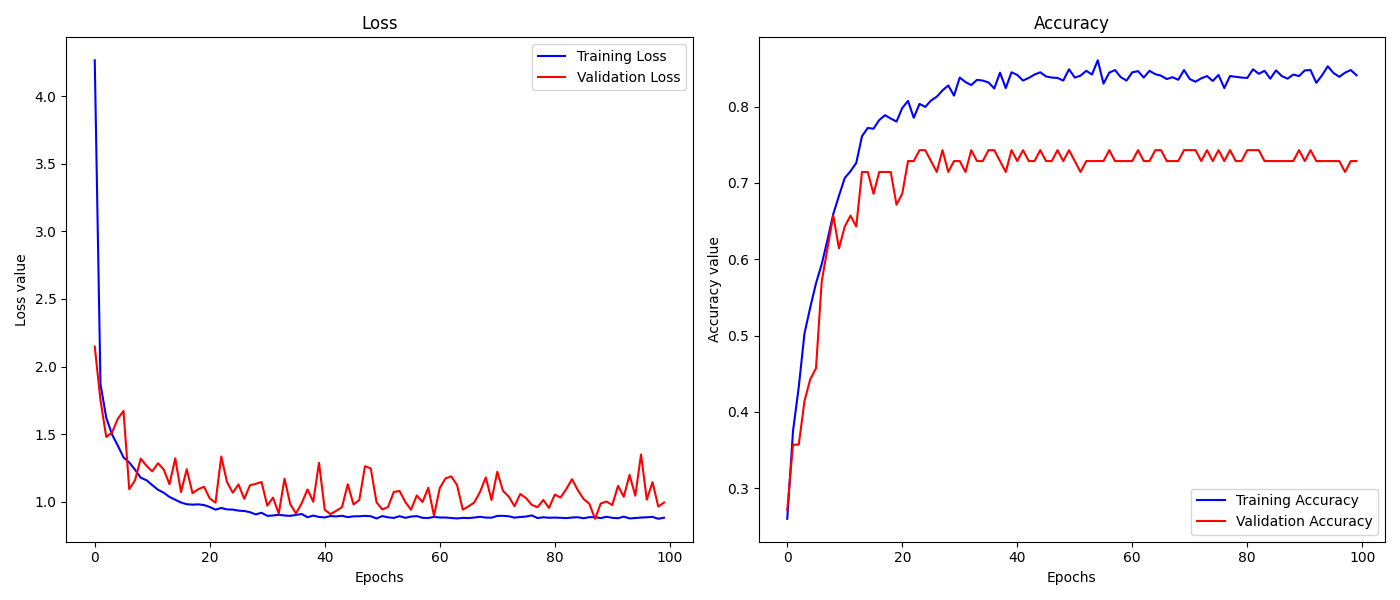 Loss
Training Loss
Validation Loss
4.0
3.5
3.0
2.5
2.0
1.5
1.0
Loss value
0 20 40 60 80 100
Epochs
Accuracy
0.8
0.7
0.6
0.5
0.4
0.3
Accuracy value
Training Accuracy
Validation Accuracy
0 20 40 60 80 100
Epochs